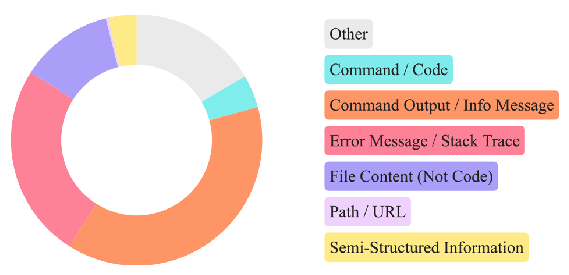 Other
Command / Code
Command Output / Info Message
Error Message / Stack Trace
File Content (Not Code)
Path / URL
Semi-Structured Information